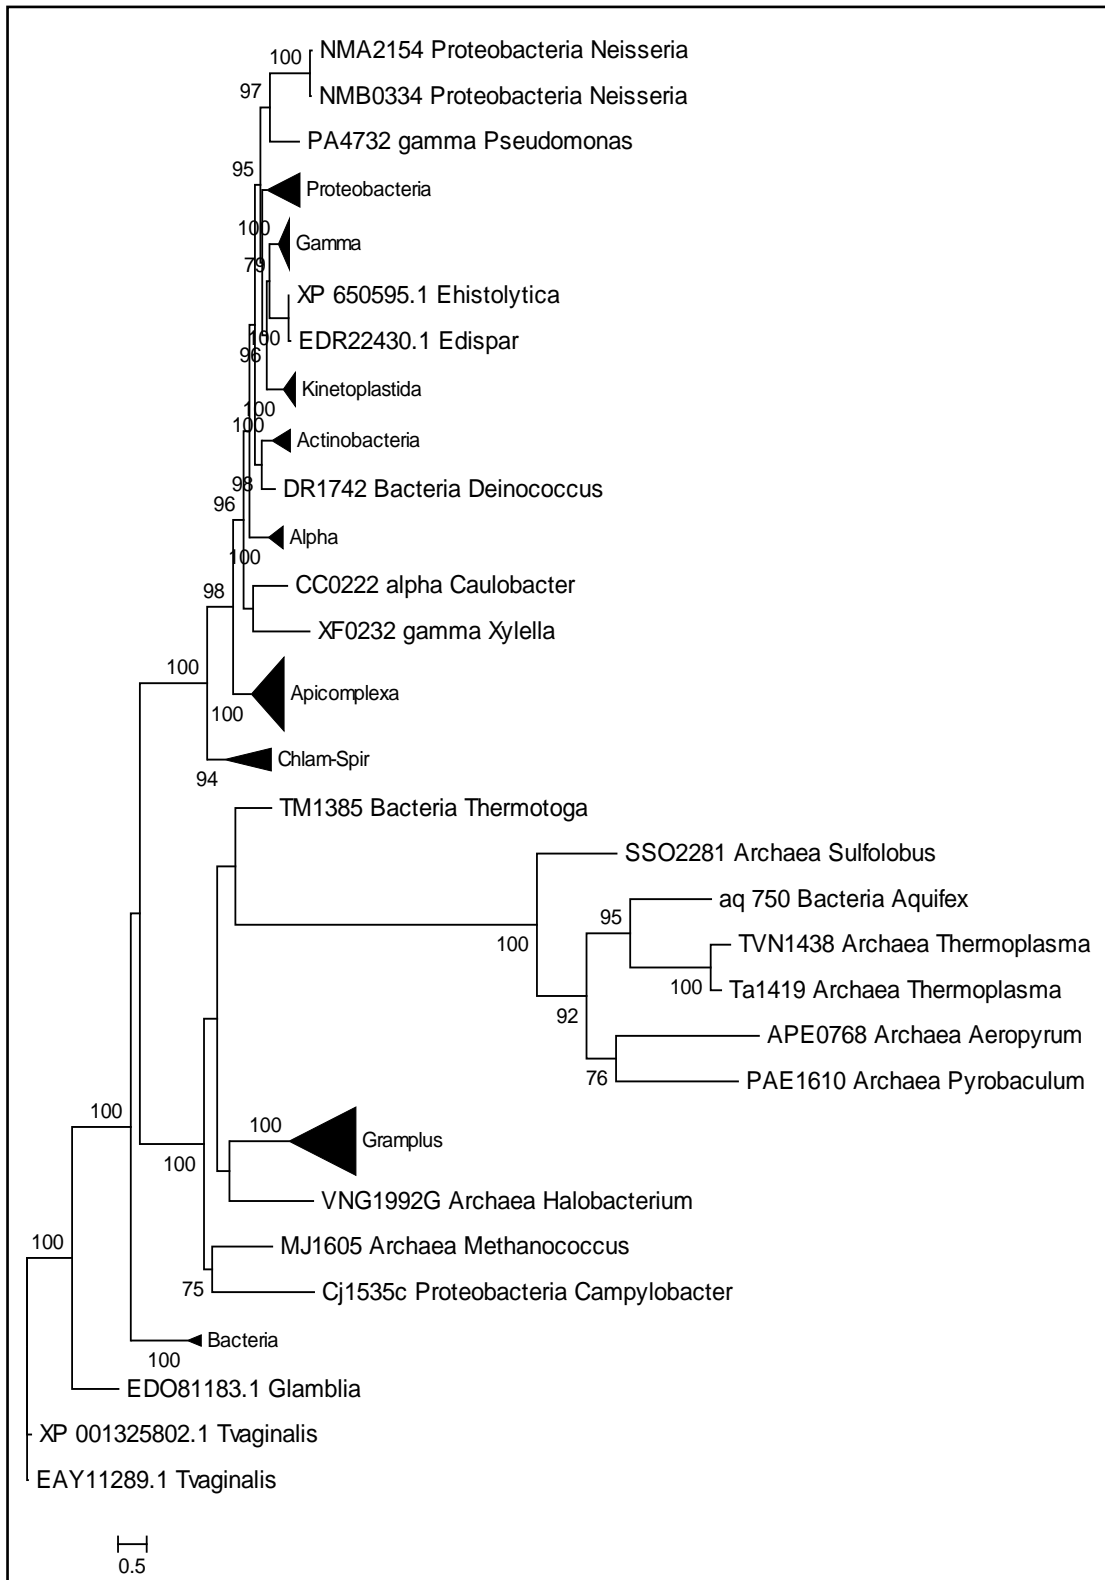 100
NMA2154 Proteobacteria Neisseria
97
NMB0334 Proteobacteria Neisseria
PA4732 gamma Pseudomonas
95
Proteobacteria
100
Gamma
79
XP 650595.1 Ehistolytica
100
EDR22430.1 Edispar
96
Kinetoplastida
100
100
Actinobacteria
98
DR1742 Bacteria Deinococcus
96
Alpha
100
CC0222 alpha Caulobacter
98
XF0232 gamma Xylella
100
Apicomplexa
100
Chlam-Spir
94
TM1385 Bacteria Thermotoga
SSO2281 Archaea Sulfolobus
aq 750 Bacteria Aquifex
95
100
TVN1438 Archaea Thermoplasma
100
Ta1419 Archaea Thermoplasma
92
APE0768 Archaea Aeropyrum
76
PAE1610 Archaea Pyrobaculum
100
100
Gramplus
100
VNG1992G Archaea Halobacterium
100
MJ1605 Archaea Methanococcus
75
Cj1535c Proteobacteria Campylobacter
Bacteria
100
EDO81183.1 Glamblia
XP 001325802.1 Tvaginalis
EAY11289.1 Tvaginalis
0.5